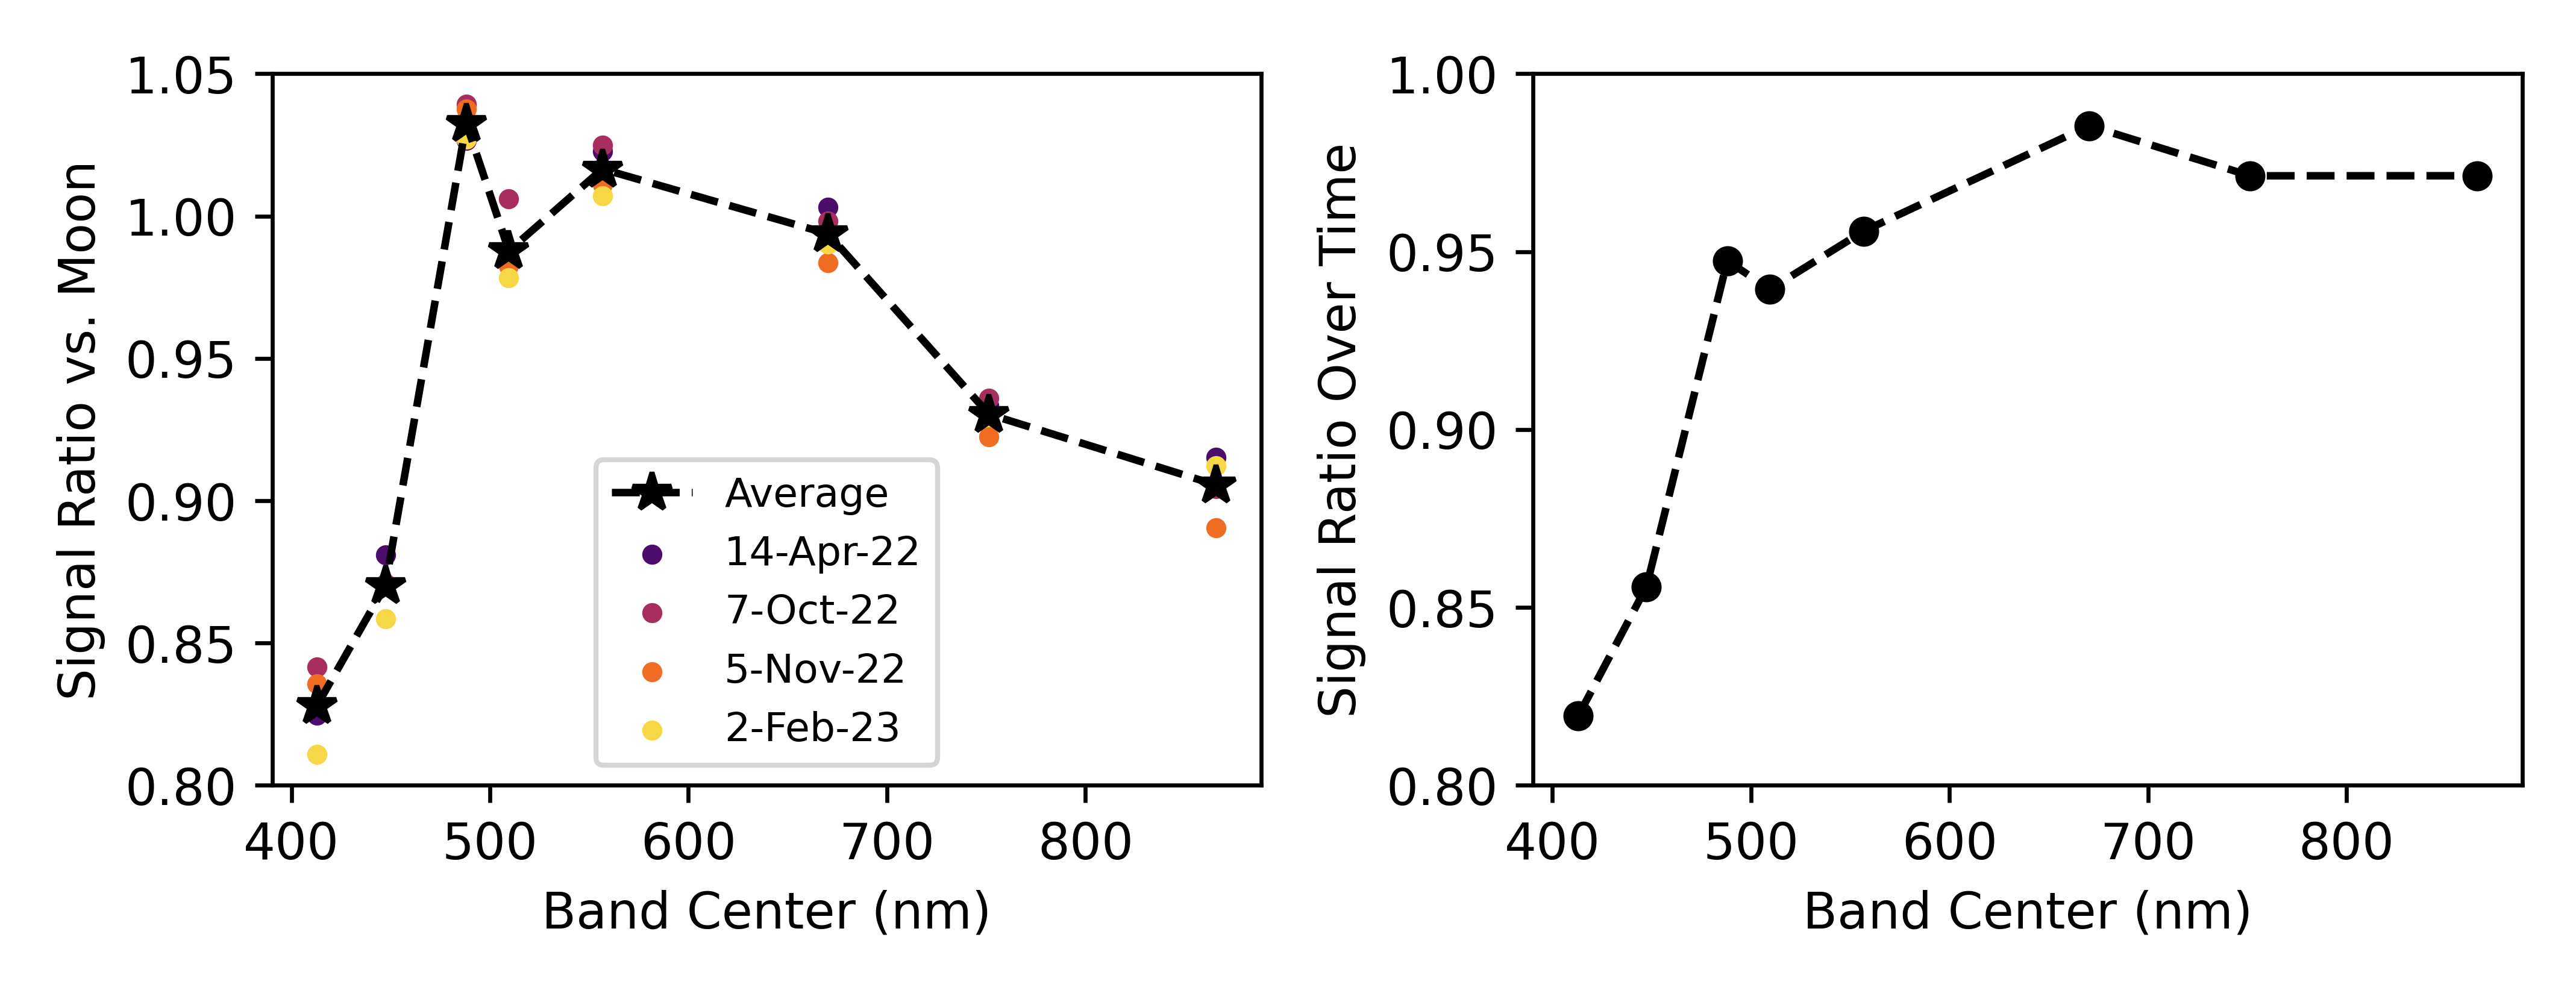 1.05
1.00
0.95
0.90
0.85
0.80
Signal Ratio vs. Moon
400 500 600 700 800
Band Center (nm)
Average
14-Apr-22
7-Oct-22
5-Nov-22
2-Feb-23
1.00
0.95
0.90
0.85
0.80
Signal Ratio Over Time
400 500 600 700 800
Band Center (nm)